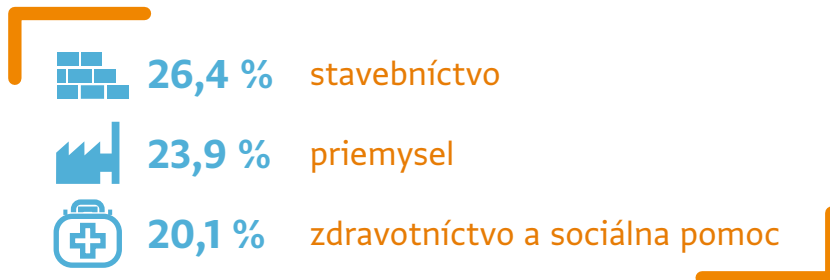 26,4 % stavebníctvo
23,9 % priemysel
20,1 % zdravotníctvo a sociálna pomoc